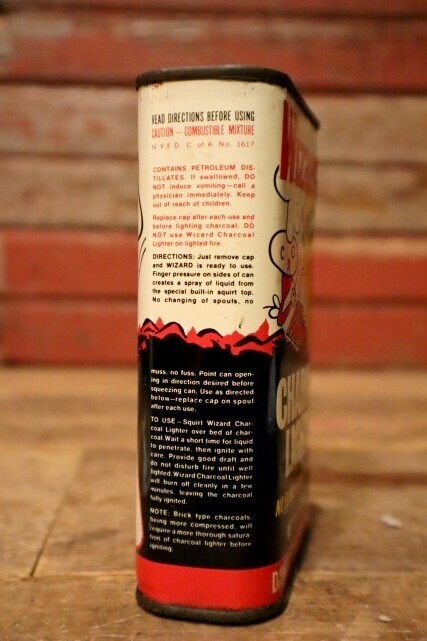 READ DIRECTIONS BEFORE USING
CAUTION — COMBUSTIBLE MIXTURE
N.Y.F.D. C of A. No. 1617
CONTAINS PETROLEUM DIS-
TILLATES. If swallowed, DO
NOT induce vomiting—call a
physician immediately. Keep
out of reach of children.
Replace cap after each use and
before lighting charcoal. DO
NOT use Wizard Charcoal
Lighter on lighted fire.
DIRECTIONS: Just remove cap
and WIZARD is ready to use.
Finger pressure on sides of can
creates a spray of liquid from
the special built-in squirt top.
No changing of spouts, no
muss, no fuss. Point can open-
ing in direction desired before
squeezing can. Use as directed
below—replace cap on spout
after each use.
TO USE—Squirt Wizard Char-
coal Lighter over bed of char-
coal. Wait a short time for liquid
to penetrate, then ignite with
care. Provide good draft and
do not disturb fire until well
lighted. Wizard Charcoal Lighter
will burn off cleanly in a few
minutes, leaving the charcoal
fully ignited.
NOTE: Brick type charcoals,
being more compressed, will
require a more thorough satura-
tion of charcoal lighter before
igniting.